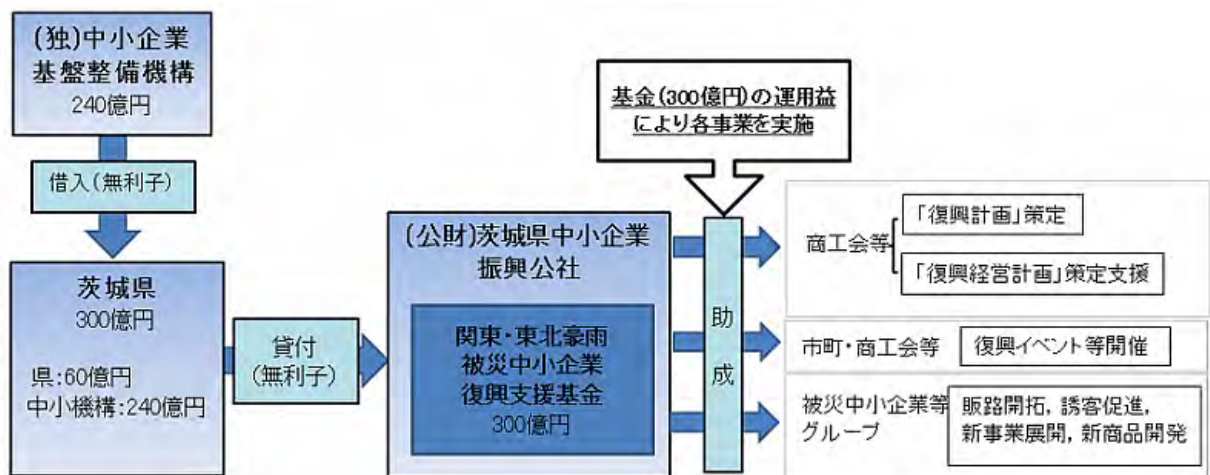 (独)中小企業
基盤整備機構
240億円
借入(無利子)
茨城県
300億円
県:60億円
中小機構:240億円
貸付
(無利子)
(公財)茨城県中小企業
振興公社
関東・東北豪雨
被災中小企業
復興支援基金
300億円
基金(300億円)の運用益
により各事業を実施
助
成
商工会等
「復興計画」策定
「復興経営計画」策定支援
市町・商工会等
復興イベント等開催
被災中小企業等
グループ
販路開拓,誘客促進,
新事業展開,新商品開発